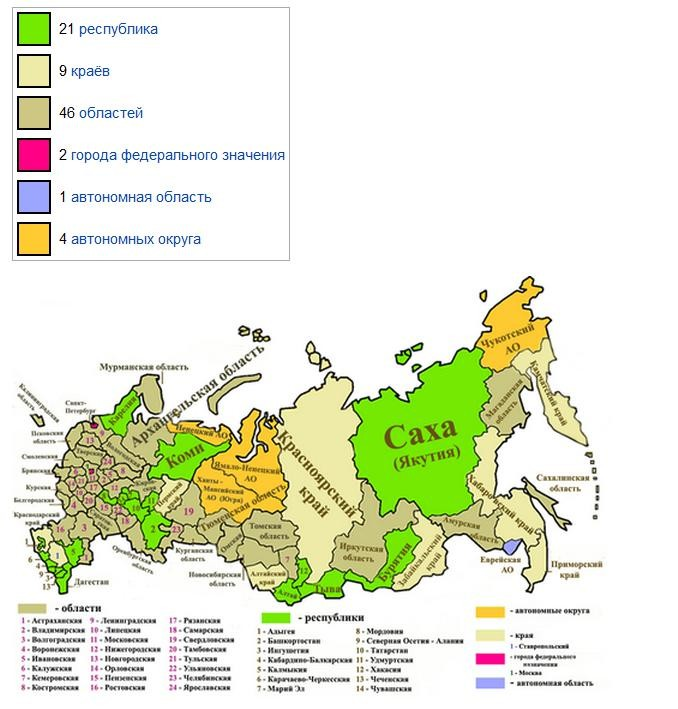 21 республика
9 краёв
46 областей
2 города федерального значения
1 автономная область
4 автономных округа
Мурманская область
Архангельская область
Калининградская область
Санкт-Петербург
Карелия
Псковская область
Смоленская
Тверская
Вологодская
Брянская
Курская
Белгородская
Краснодарский край
Коми
Ненецкий АО
Ямало-Ненецкий АО
Ханты-Мансийский АО (Югра)
Тюменская область
Пермский край
Оренбургская область
Курганская область
Омская
Томская область
Новосибирская область
Алтайский край
Алтай
Тыва
Красноярский край
Иркутская область
Бурятия
Забайкальский край
Саха
(Якутия)
Чукотский АО
Магаданская область
Камчатский край
Хабаровский край
Амурская область
Сахалинская область
Еврейская АО
Приморский край
Дагестан
- области
1 - Астраханская
2 - Владимирская
3 - Волгоградская
4 - Воронежская
5 - Ивановская
6 - Калужская
7 - Кемеровская
8 - Костромская
9 - Ленинградская
10 - Липецкая
11 - Московская
12 - Нижегородская
13 - Новгородская
14 - Орловская
15 - Пензенская
16 - Ростовская
17 - Рязанская
18 - Самарская
19 - Свердловская
20 - Тамбовская
21 - Тульская
22 - Ульяновская
23 - Челябинская
24 - Ярославская
- республики
1 - Адыгея
2 - Башкортостан
3 - Ингушетия
4 - Кабардино-Балкарская
5 - Калмыкия
6 - Карачаево-Черкесская
7 - Марий Эл
8 - Мордовия
9 - Северная Осетия - Алания
10 - Татарстан
11 - Удмуртская
12 - Хакасия
13 - Чеченская
14 - Чувашская
- автономные округа
- края
1 - Ставропольский
- города федерального значения
1 - Москва
- автономная область